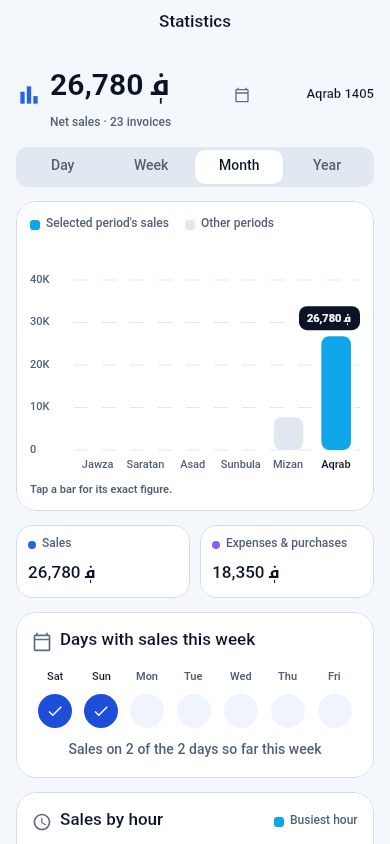 Statistics
26,780 ؋
Aqrab 1405
Net sales · 23 invoices
Day Week Month Year
Selected period's sales Other periods
40K
30K
26,780 ؋
20K
10K
0
Jawza Saratan Asad Sunbula Mizan Aqrab
Tap a bar for its exact figure.
Sales Expenses & purchases
26,780 ؋ 18,350 ؋
Days with sales this week
Sat Sun Mon Tue Wed Thu Fri
Sales on 2 of the 2 days so far this week
Sales by hour Busiest hour